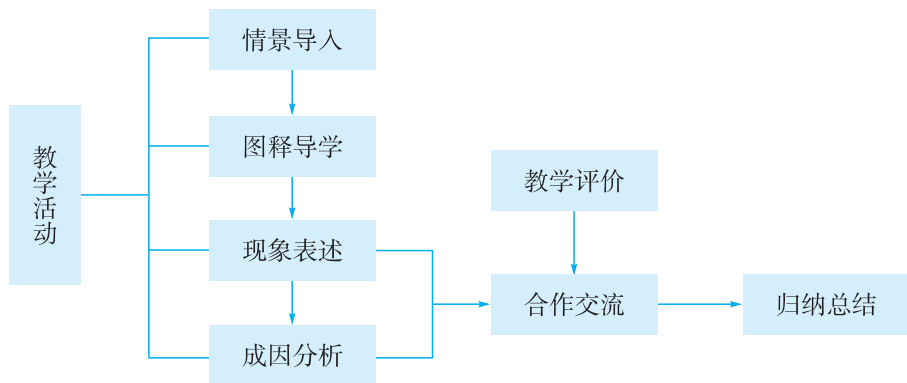 教学活动
情景导入
图释导学
现象表述
成因分析
教学评价
合作交流
归纳总结